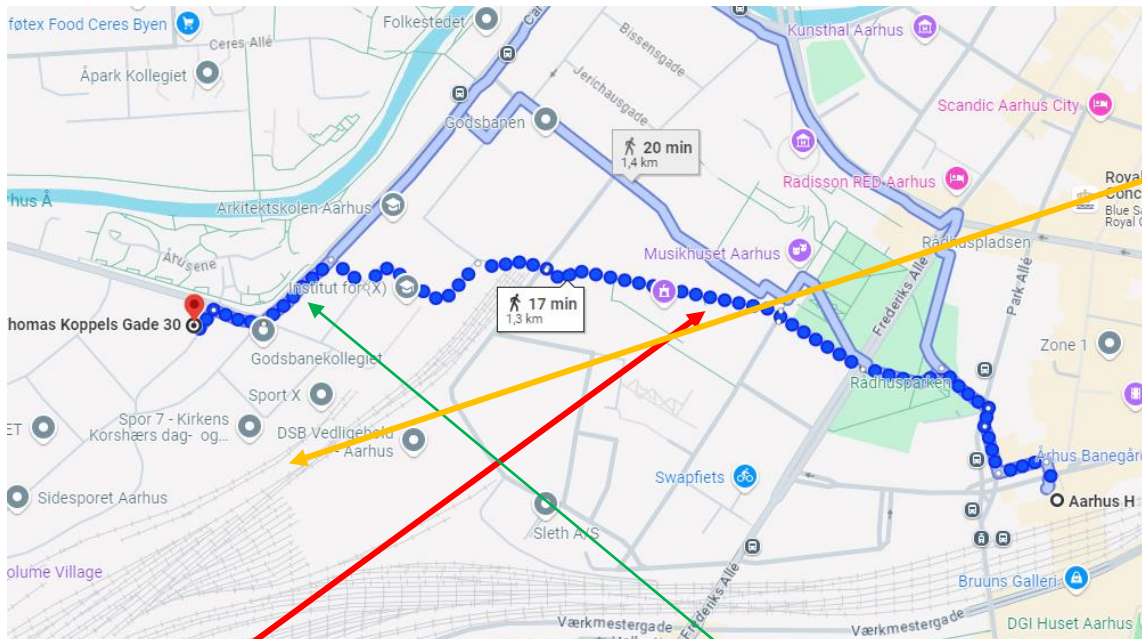 føtex Food Ceres Byen
Folkestedet
Ceres Allé
Åpark Kollegiet
Bissensgade
Jerichausgade
Kunsthal Aarhus
Scandic Aarhus City
Godsbanen
20 min
1,4 km
Radisson RED Aarhus
Royal
Conc
Blue Sa
Royal C
hus Å
Arkitektskolen Aarhus
Åhusene
Musikhuset Aarhus
Rådhuspladsen
Park Allé
Frederiks Allé
Institut for(X)
17 min
1,3 km
homas Koppels Gade 30
Godsbanekollegiet
Zone 1
Rådhusparken
Sport X
Spor 7 - Kirkens
Korshærs dag- og...
DSB Vedligehold
- Aarhus
ET
Århus Banegård
Swapfiets
Sidesporet Aarhus
Aarhus H
Sleth A/S
olume Village
Frederiks Allé
Bruuns Galleri
Værkmestergade
Værkmestergade
DGI Huset Aarhus